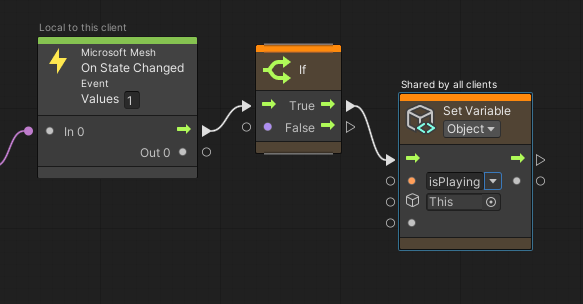 Local to this client
Microsoft Mesh
On State Changed
Event
Values 1
In 0
Out 0
If
True
False
Shared by all clients
Set Variable
Object
isPlaying
This